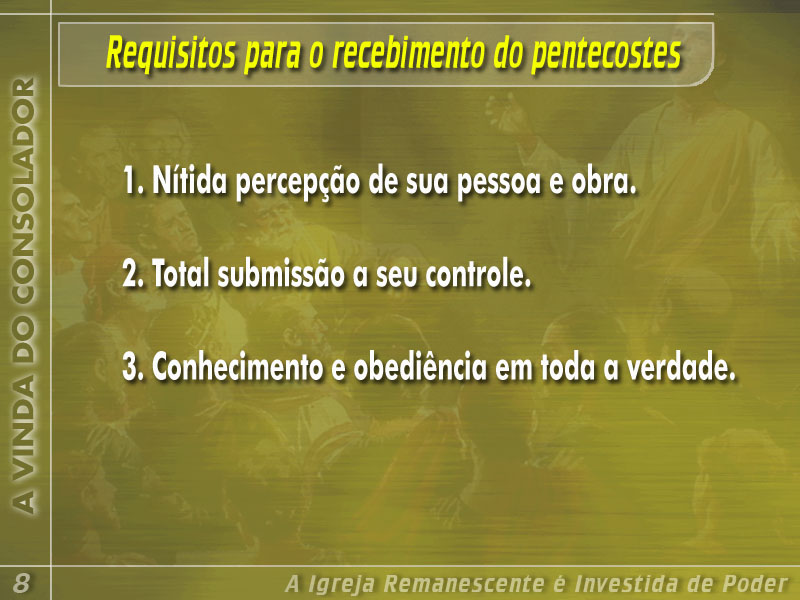 Requisitos para o recebimento do pentecostes
A VINDA DO CONSOLADOR
1. Nítida percepção de sua pessoa e obra.
2. Total submissão a seu controle.
3. Conhecimento e obediência em toda a verdade.
8
A Igreja Remanescente é Investida de Poder